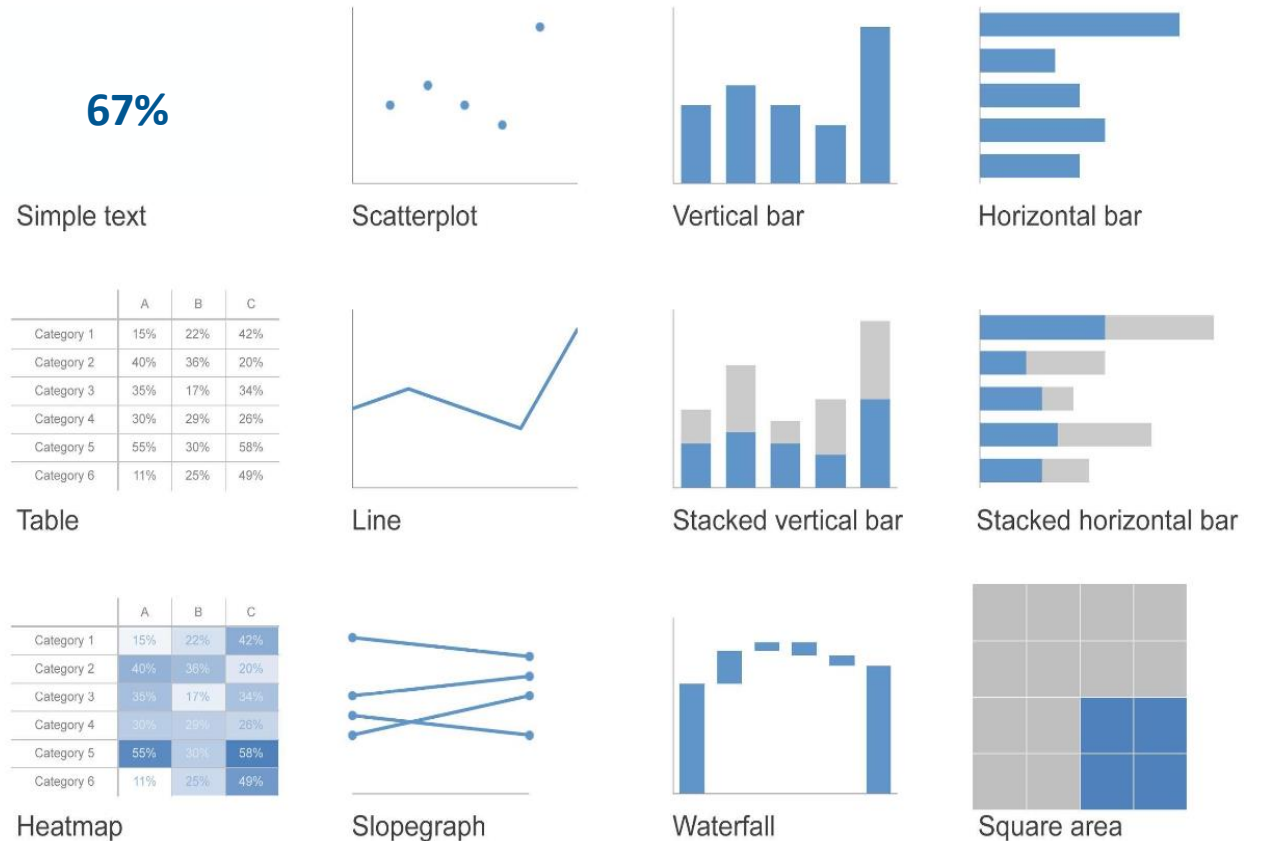 67%
Simple text
Scatterplot
Vertical bar
Horizontal bar
A B C
Category 1 15% 22% 42%
Category 2 40% 36% 20%
Category 3 35% 17% 34%
Category 4 30% 29% 26%
Category 5 55% 30% 58%
Category 6 11% 25% 49%
Table
Line
Stacked vertical bar
Stacked horizontal bar
A B C
Category 1 15% 22% 42%
Category 2 40% 36% 20%
Category 3 35% 17% 34%
Category 4 30% 29% 26%
Category 5 55% 30% 58%
Category 6 11% 25% 49%
Heatmap
Slopegraph
Waterfall
Square area